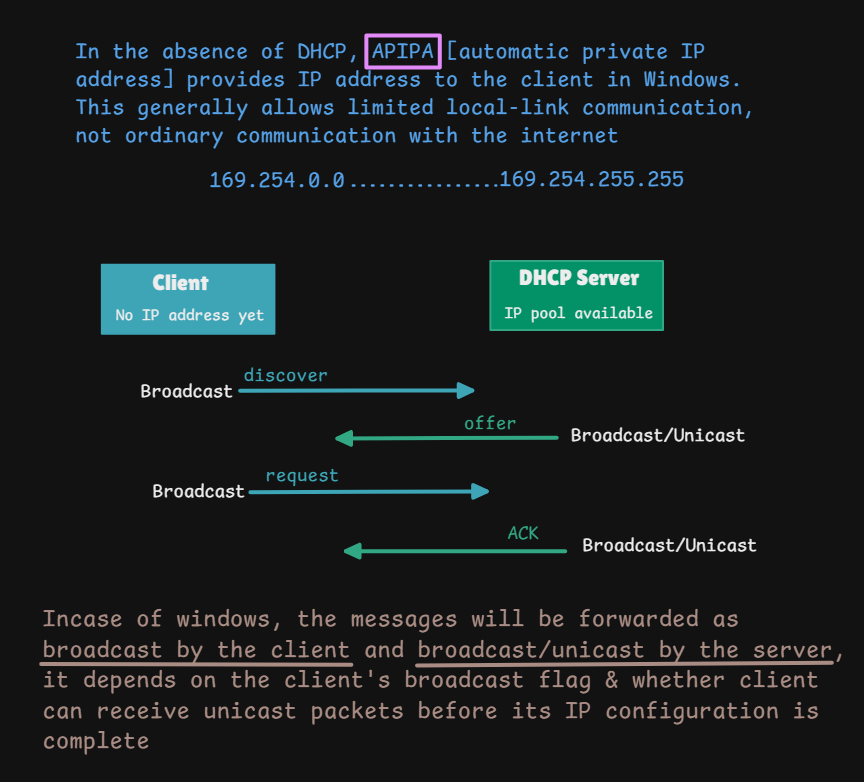 In the absence of DHCP, APIPA [automatic private IP
address] provides IP address to the client in Windows.
This generally allows limited local-link communication,
not ordinary communication with the internet
169.254.0.0................169.254.255.255
Client
No IP address yet
DHCP Server
IP pool available
discover
Broadcast
offer
Broadcast/Unicast
request
Broadcast
ACK
Broadcast/Unicast
Incase of windows, the messages will be forwarded as
broadcast by the client and broadcast/unicast by the server,
it depends on the client's broadcast flag & whether client
can receive unicast packets before its IP configuration is
complete